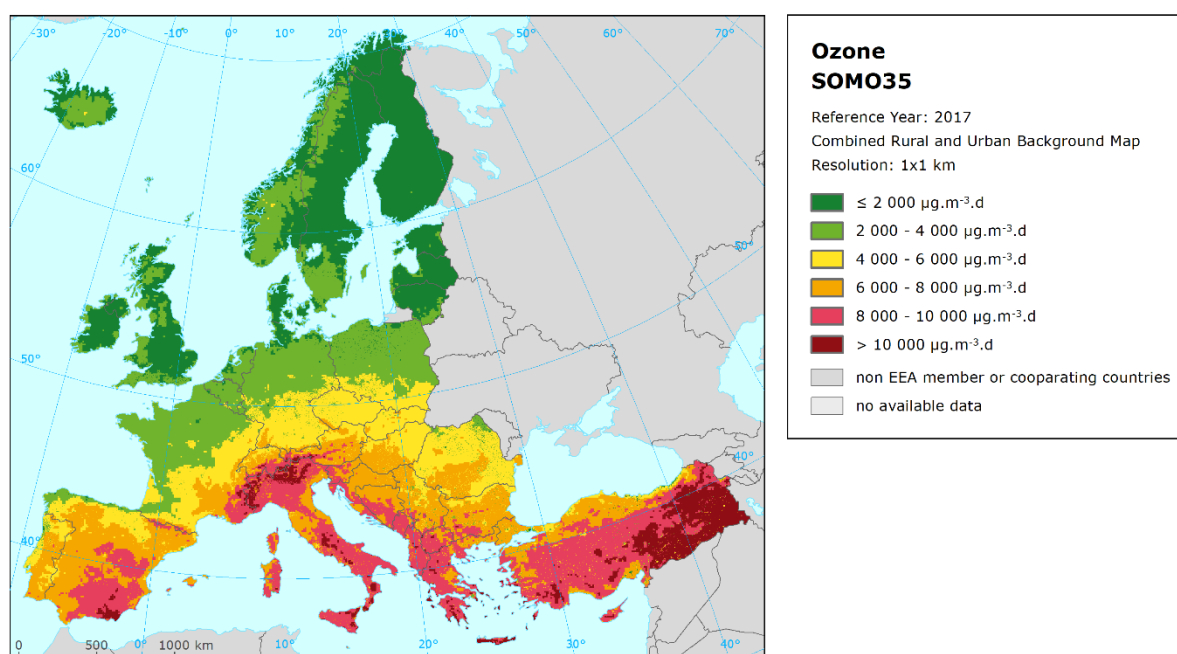 -30° -20° -10° 0° 10° 20° 30° 40° 50° 60° 70°
60°
50°
50°
40°
40°
0 500 0° 1000 km 10° 20° 30° 40°
Ozone
SOMO35
Reference Year: 2017
Combined Rural and Urban Background Map
Resolution: 1x1 km
≤ 2 000 µg.m⁻³.d
2 000 - 4 000 µg.m⁻³.d
4 000 - 6 000 µg.m⁻³.d
6 000 - 8 000 µg.m⁻³.d
8 000 - 10 000 µg.m⁻³.d
> 10 000 µg.m⁻³.d
non EEA member or cooparating countries
no available data